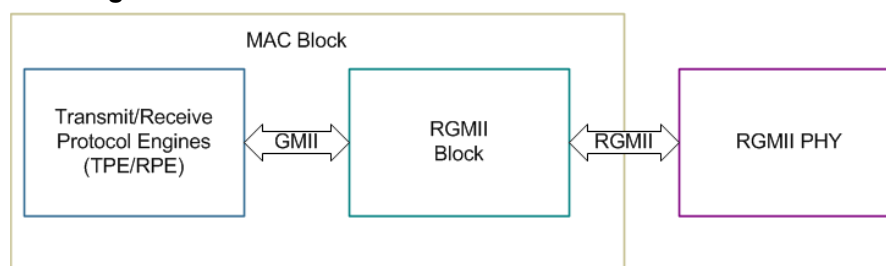 MAC Block
Transmit/Receive
Protocol Engines
(TPE/RPE)
GMII
RGMII
Block
RGMII
RGMII PHY